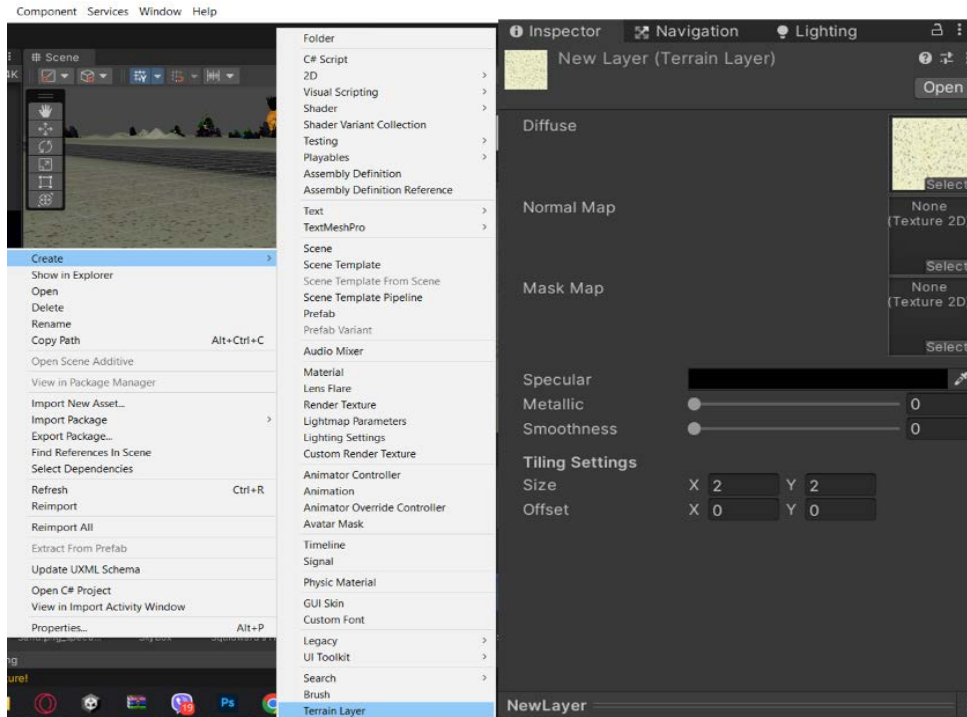 Component Services Window Help
Scene
Create
Show in Explorer
Open
Delete
Rename
Copy Path Alt+Ctrl+C
Open Scene Additive
View in Package Manager
Import New Asset...
Import Package
Export Package...
Find References In Scene
Select Dependencies
Refresh Ctrl+R
Reimport
Reimport All
Extract From Prefab
Update UXML Schema
Open C# Project
View in Import Activity Window
Properties... Alt+P
ng
ure!
19
Ps
Folder
C# Script
2D
Visual Scripting
Shader
Shader Variant Collection
Testing
Playables
Assembly Definition
Assembly Definition Reference
Text
TextMeshPro
Scene
Scene Template
Scene Template From Scene
Scene Template Pipeline
Prefab
Prefab Variant
Audio Mixer
Material
Lens Flare
Render Texture
Lightmap Parameters
Lighting Settings
Custom Render Texture
Animator Controller
Animation
Animator Override Controller
Avatar Mask
Timeline
Signal
Physic Material
GUI Skin
Custom Font
Legacy
UI Toolkit
Search
Brush
Terrain Layer
Inspector Navigation Lighting
New Layer (Terrain Layer)
Open
Diffuse
Select
Normal Map None
(Texture 2D
Select
Mask Map None
(Texture 2D
Select
Specular
Metallic 0
Smoothness 0
Tiling Settings
Size X 2 Y 2
Offset X 0 Y 0
NewLayer